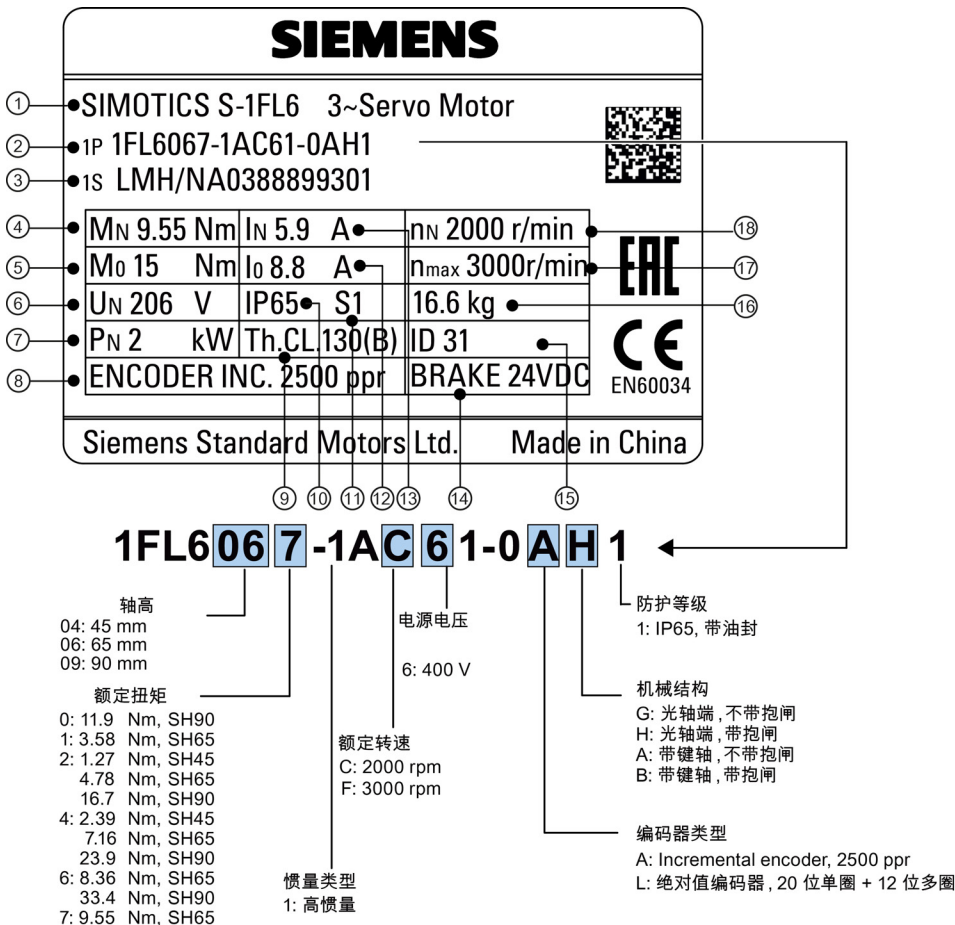 SIEMENS
① SIMOTICS S-1FL6 3~Servo Motor
② 1P 1FL6067-1AC61-0AH1
③ 1S LMH/NA0388899301
④ MN 9.55 Nm IN 5.9 A nN 2000 r/min ⑱
⑤ M0 15 Nm I0 8.8 A nmax 3000r/min ⑰
EAC
⑥ UN 206 V IP65 S1 16.6 kg ⑯
⑦ PN 2 kW Th.CL.130(B) ID 31
CE
⑧ ENCODER INC. 2500 ppr BRAKE 24VDC
EN60034
Siemens Standard Motors Ltd. Made in China
⑨ ⑩ ⑪ ⑫ ⑬ ⑭ ⑮
1FL6 06 7 -1A C 6 1-0 A H 1
轴高
04: 45 mm
06: 65 mm
09: 90 mm
额定扭矩
0: 11.9 Nm, SH90
1: 3.58 Nm, SH65
2: 1.27 Nm, SH45
4.78 Nm, SH65
16.7 Nm, SH90
4: 2.39 Nm, SH45
7.16 Nm, SH65
23.9 Nm, SH90
6: 8.36 Nm, SH65
33.4 Nm, SH90
7: 9.55 Nm, SH65
惯量类型
1: 高惯量
额定转速
C: 2000 rpm
F: 3000 rpm
电源电压
6: 400 V
防护等级
1: IP65, 带油封
机械结构
G: 光轴端,不带抱闸
H: 光轴端,带抱闸
A: 带键轴,不带抱闸
B: 带键轴,带抱闸
编码器类型
A: Incremental encoder, 2500 ppr
L: 绝对值编码器, 20 位单圈 + 12 位多圈